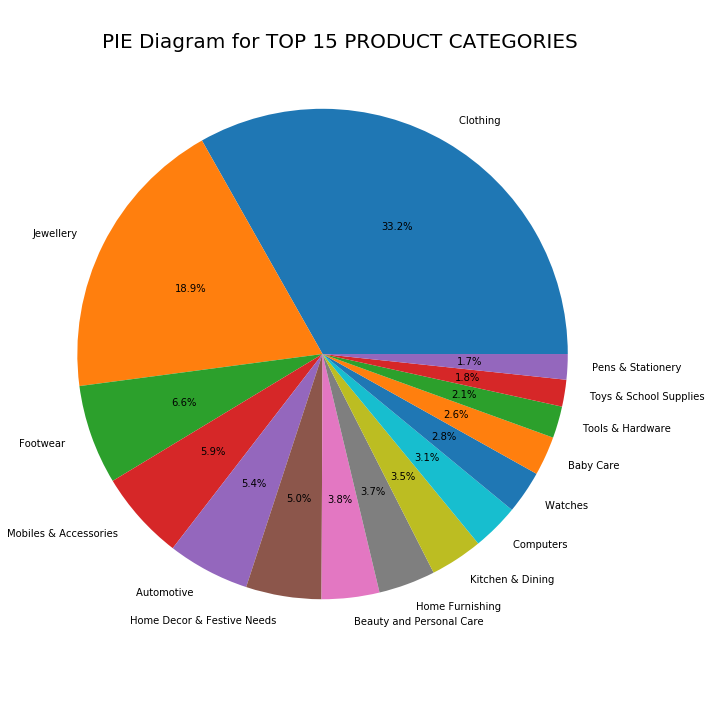 PIE Diagram for TOP 15 PRODUCT CATEGORIES
Clothing
33.2%
Jewellery
18.9%
Footwear
6.6%
Mobiles & Accessories
5.9%
Automotive
5.4%
Home Decor & Festive Needs
5.0%
Beauty and Personal Care
3.8%
Home Furnishing
3.7%
Kitchen & Dining
3.5%
Computers
3.1%
Watches
2.8%
Baby Care
2.6%
Tools & Hardware
2.1%
Toys & School Supplies
1.8%
Pens & Stationery
1.7%